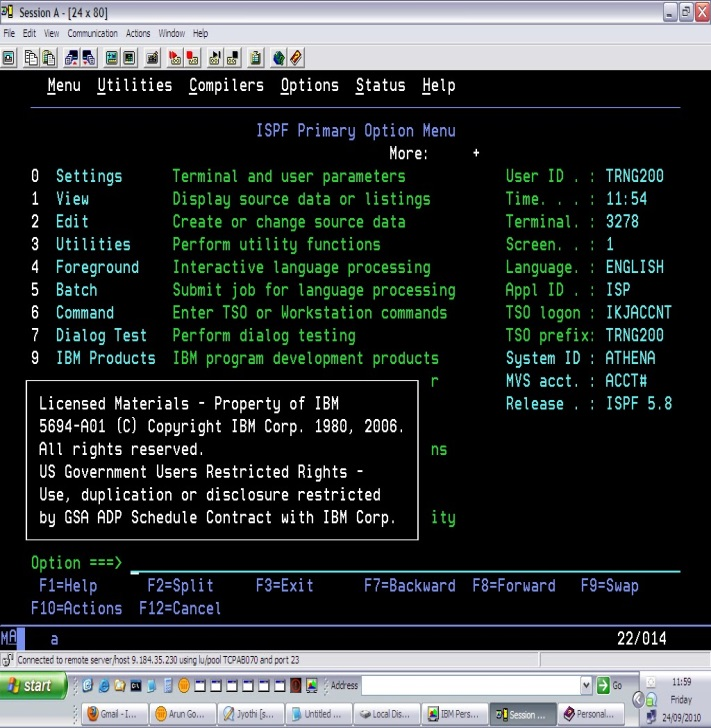 Session A - [24 x 80]
File Edit View Communication Actions Window Help
Menu Utilities Compilers Options Status Help
ISPF Primary Option Menu
More: +
0 Settings Terminal and user parameters User ID . : TRNG200
1 View Display source data or listings Time. . . : 11:54
2 Edit Create or change source data Terminal. : 3278
3 Utilities Perform utility functions Screen. . : 1
4 Foreground Interactive language processing Language. : ENGLISH
5 Batch Submit job for language processing Appl ID . : ISP
6 Command Enter TSO or Workstation commands TSO logon : IKJACCNT
7 Dialog Test Perform dialog testing TSO prefix: TRNG200
9 IBM Products IBM program development products System ID : ATHENA
r MVS acct. : ACCT#
Licensed Materials - Property of IBM Release . : ISPF 5.8
5694-A01 (C) Copyright IBM Corp. 1980, 2006.
All rights reserved. ns
US Government Users Restricted Rights -
Use, duplication or disclosure restricted
by GSA ADP Schedule Contract with IBM Corp. ity
Option ===>
F1=Help F2=Split F3=Exit F7=Backward F8=Forward F9=Swap
F10=Actions F12=Cancel
MA a 22/014
Connected to remote server/host 9.184.35.230 using lu/pool TCPAB070 and port 23
start Address Go 11:59
Friday
Gmail - I... Arun Go... Jyothi [s... Untitled ... Local Dis... IBM Pers... Session ... Personal... 24/09/2010